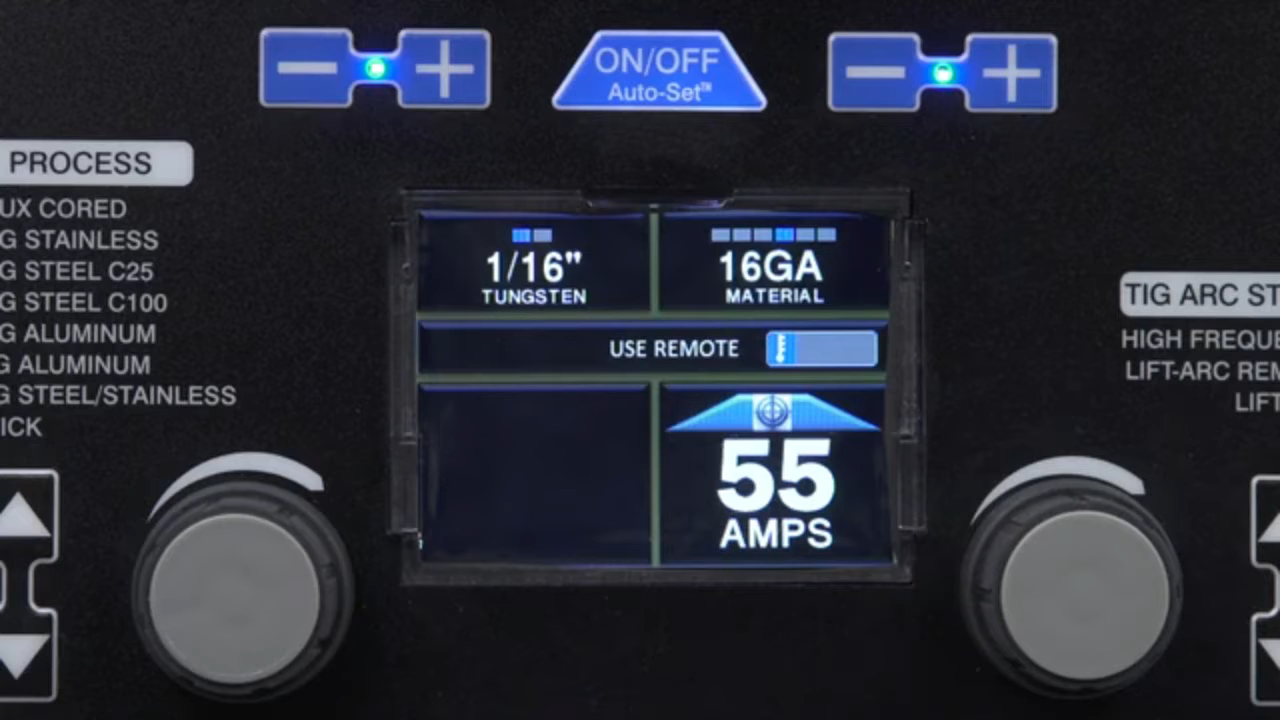 ON/OFF
Auto-Set™
PROCESS
UX CORED
G STAINLESS
G STEEL C25
G STEEL C100
G ALUMINUM
G ALUMINUM
G STEEL/STAINLESS
ICK
1/16"
TUNGSTEN
16GA
MATERIAL
USE REMOTE
55
AMPS
TIG ARC ST
HIGH FREQUE
LIFT-ARC REM
LIFT